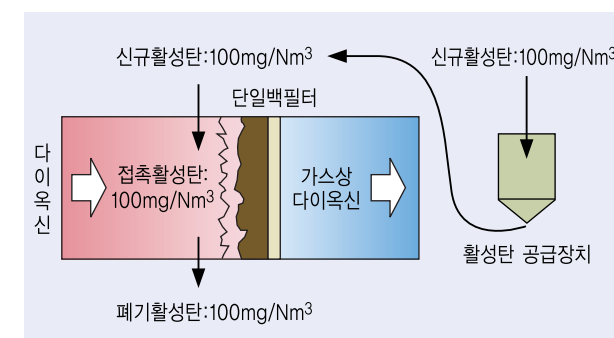 신규활성탄:100mg/Nm³
신규활성탄:100mg/Nm³
단일백필터
다이옥신
접촉활성탄:
100mg/Nm³
가스상
다이옥신
활성탄 공급장치
폐기활성탄:100mg/Nm³